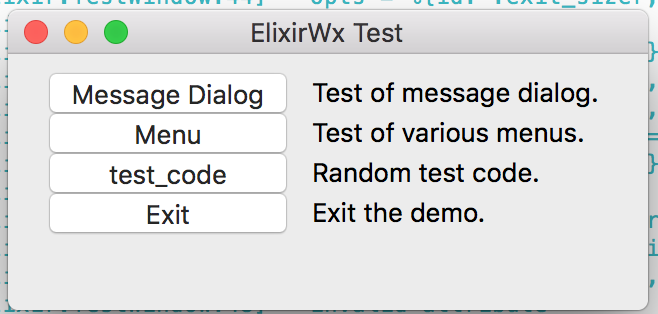 ElixirWx Test
Message Dialog Test of message dialog.
Menu Test of various menus.
test_code Random test code.
Exit Exit the demo.